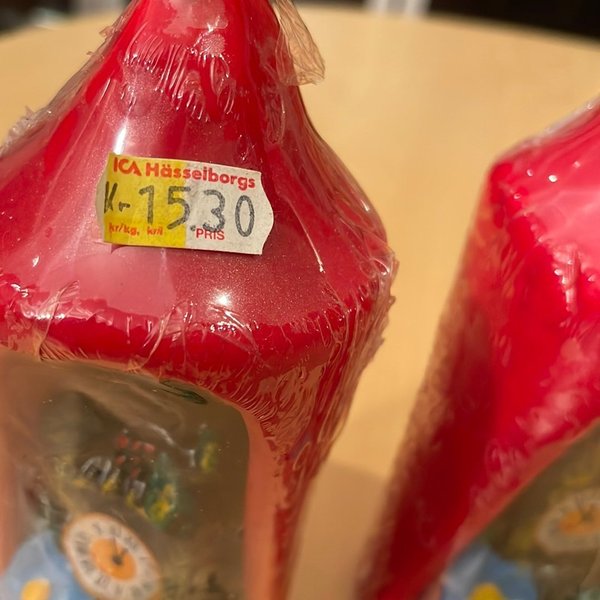 ICA Hässelborgs
Kr- 15.30
kr/kg, kr/l PRIS